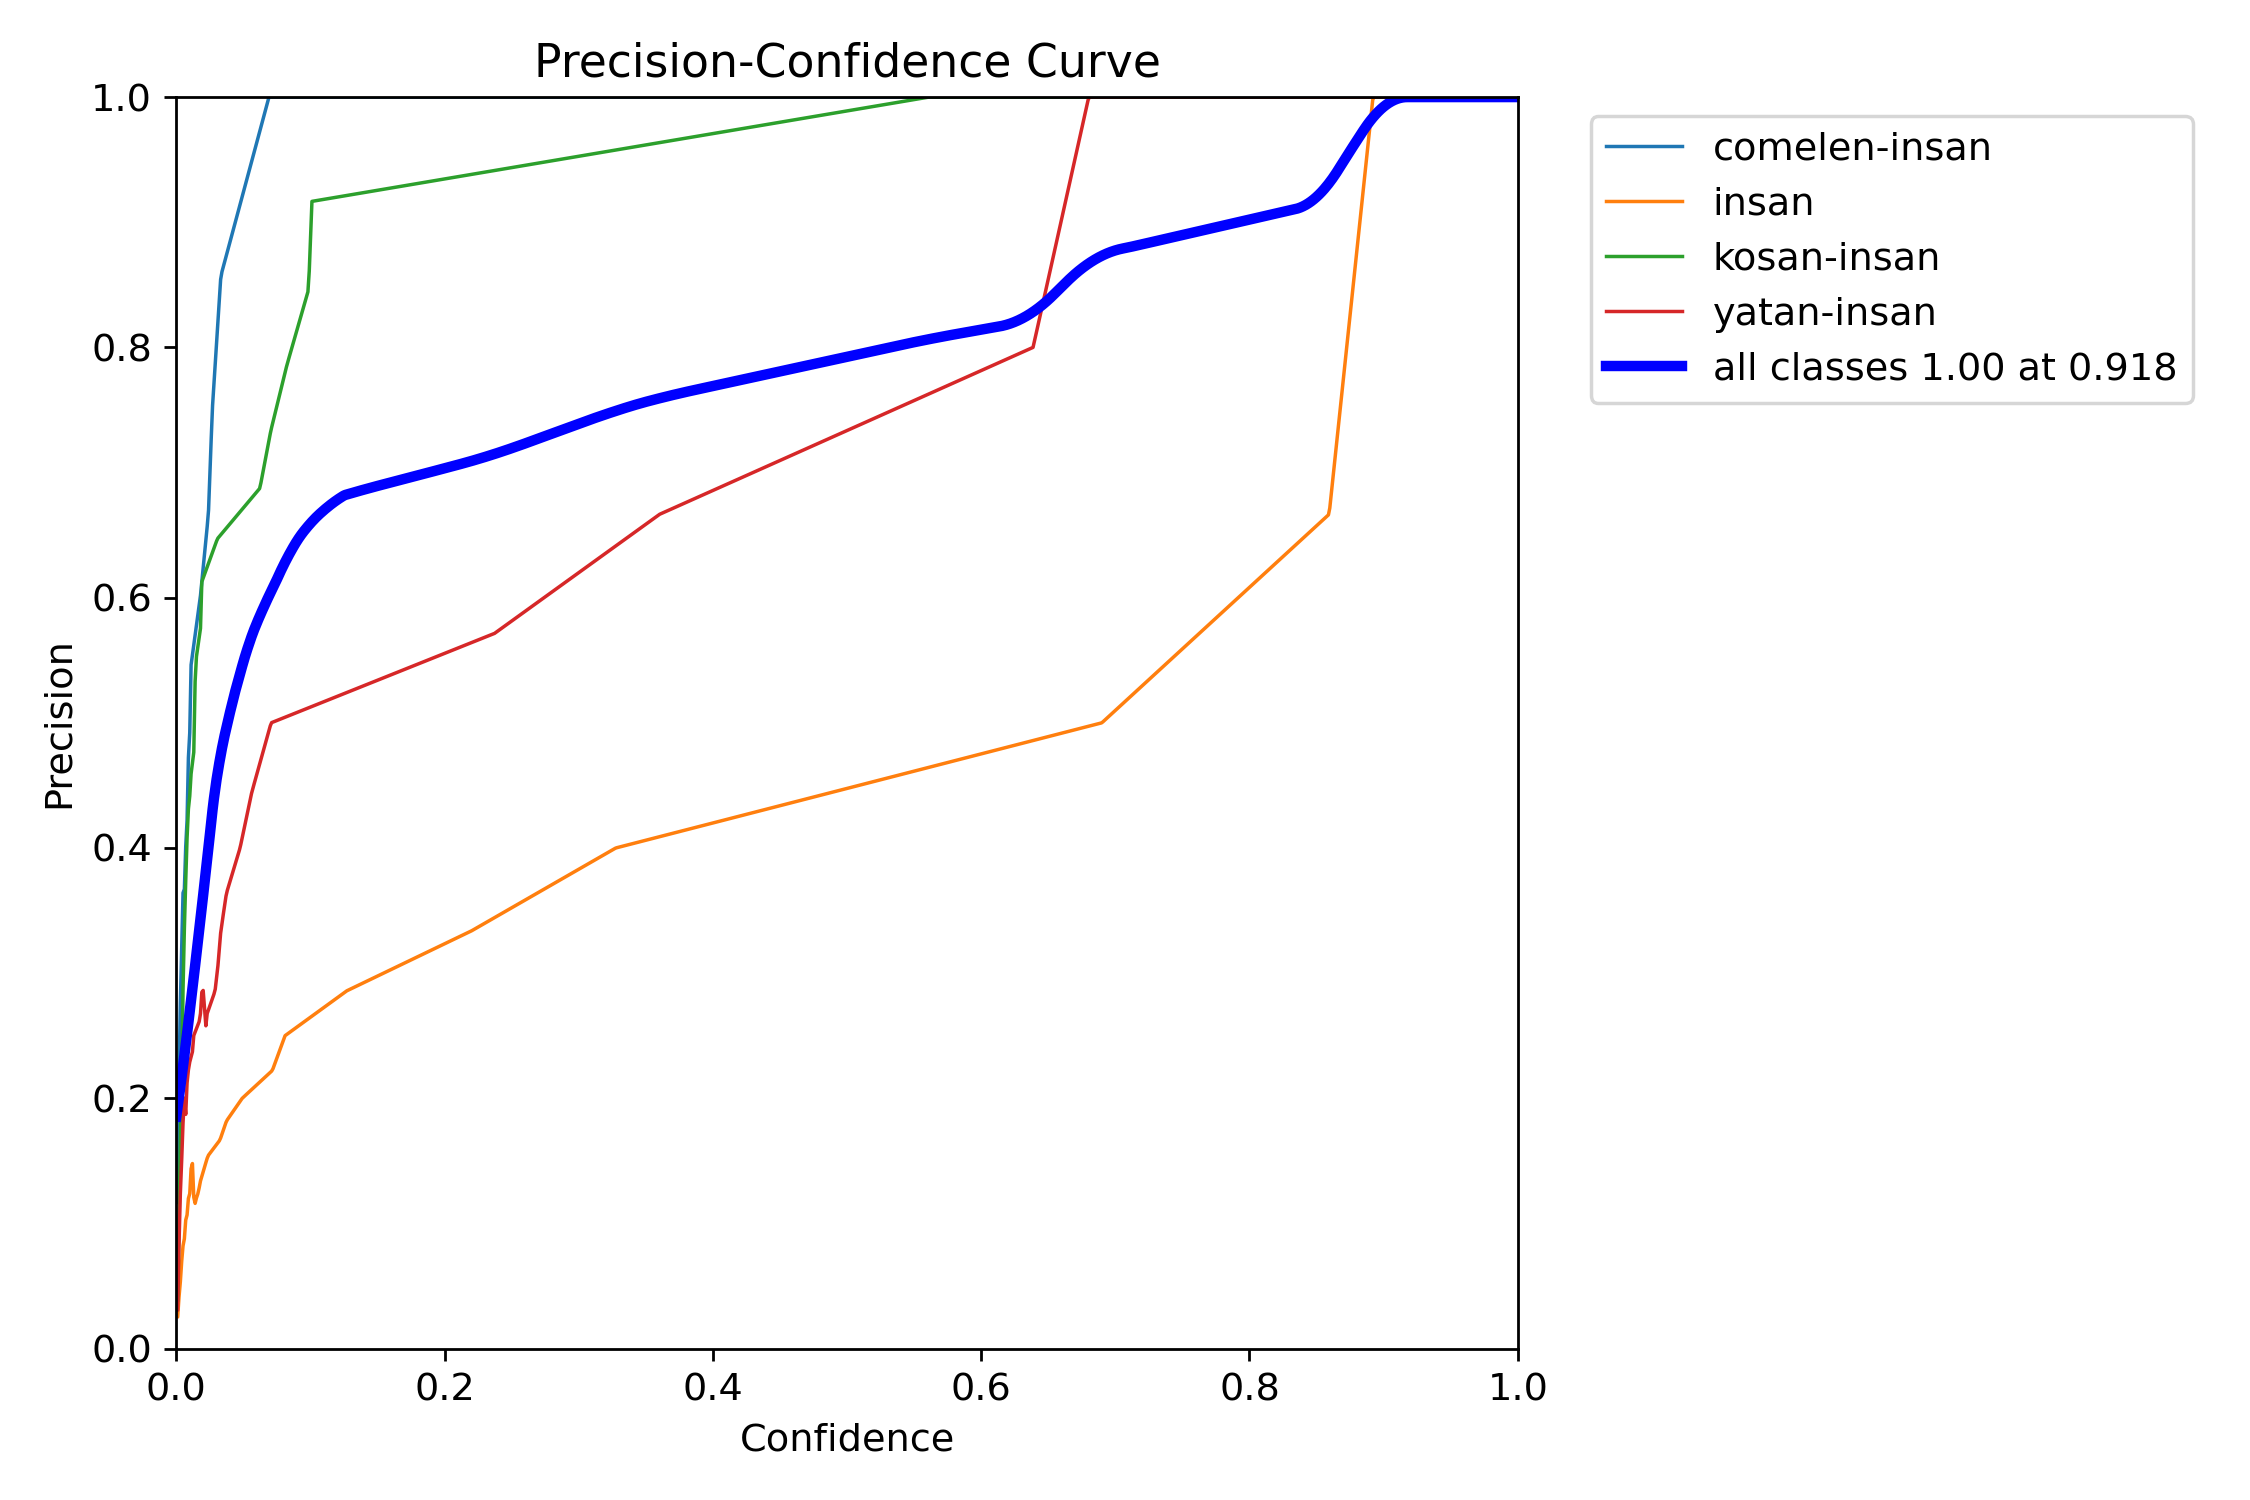 Precision-Confidence Curve
1.0
0.8
0.6
0.4
0.2
0.0
Precision
0.0 0.2 0.4 0.6 0.8 1.0
Confidence
comelen-insan
insan
kosan-insan
yatan-insan
all classes 1.00 at 0.918